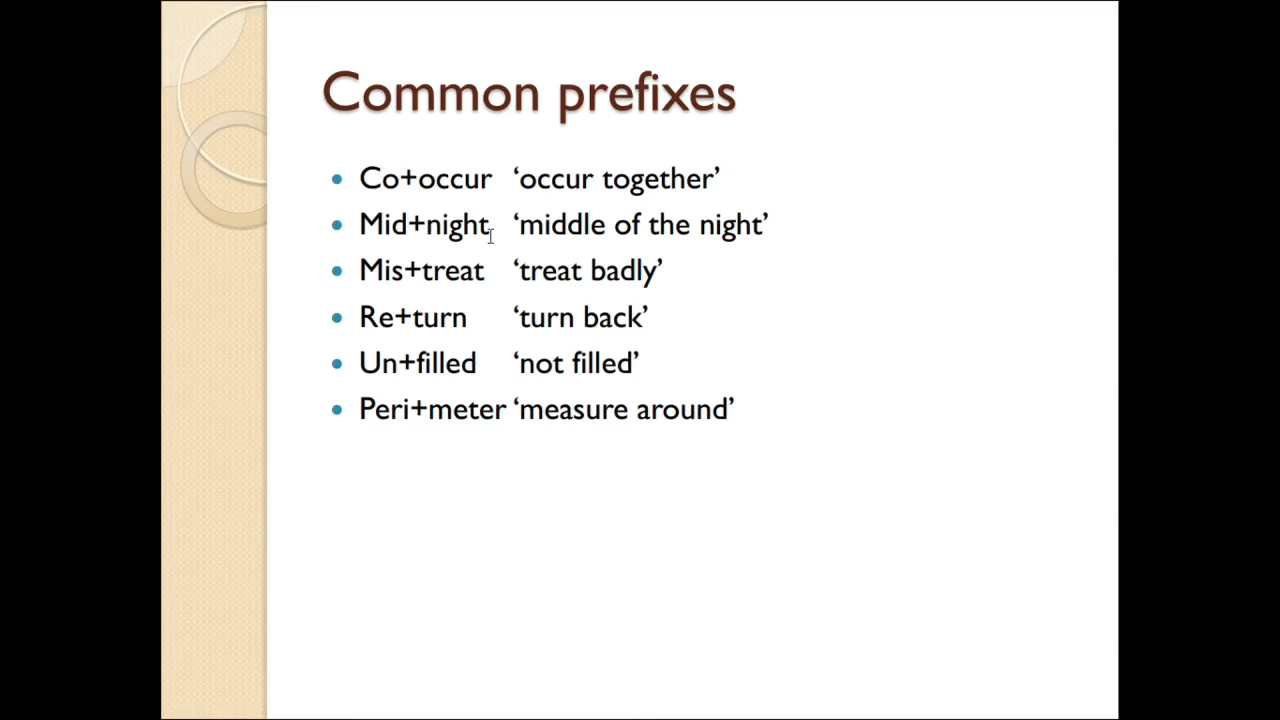 Common prefixes
• Co+occur ‘occur together’
• Mid+night ‘middle of the night’
• Mis+treat ‘treat badly’
• Re+turn ‘turn back’
• Un+filled ‘not filled’
• Peri+meter ‘measure around’